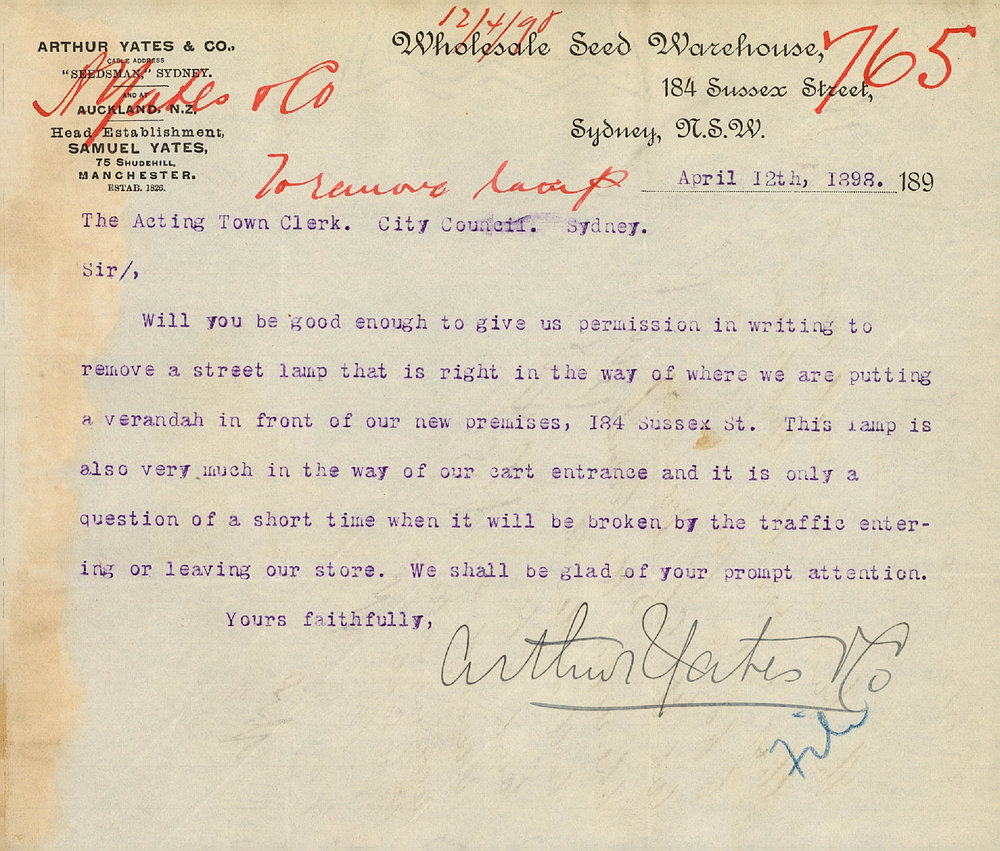 12/4/98
ARTHUR YATES & CO.,
CABLE ADDRESS
"SEEDSMAN," SYDNEY.
AND AT
AUCKLAND, N.Z.
Head Establishment,
SAMUEL YATES,
75 SHUDEHILL,
MANCHESTER.
ESTAB. 1826.
A Yates & Co
Wholesale Seed Warehouse,
184 Sussex Street,
Sydney, N.S.W.
765
To remove lamp
April 12th, 1898. 189
The Acting Town Clerk. City Council. Sydney.
Sir/,
Will you be good enough to give us permission in writing to
remove a street lamp that is right in the way of where we are putting
a verandah in front of our new premises, I84 Sussex St. This lamp is
also very much in the way of our cart entrance and it is only a
question of a short time when it will be broken by the traffic enter-
ing or leaving our store. We shall be glad of your prompt attention.
Yours faithfully,
Arthur Yates & Co
File